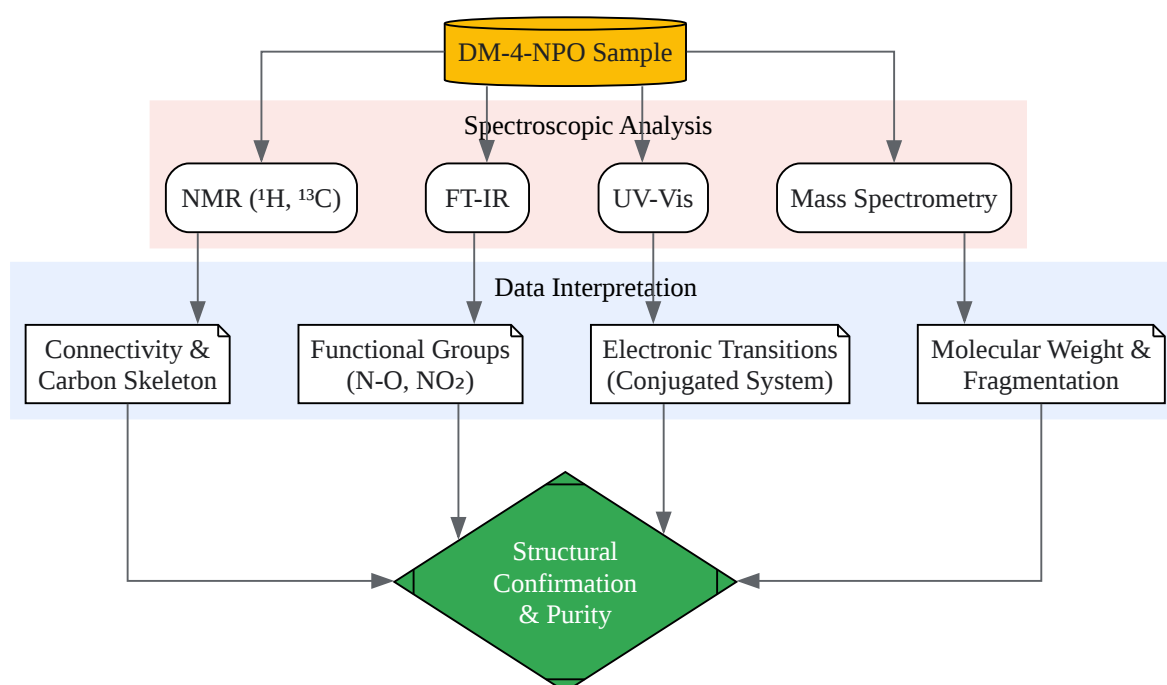 DM-4-NPO Sample
Spectroscopic Analysis
NMR (¹H, ¹³C)
FT-IR
UV-Vis
Mass Spectrometry
Data Interpretation
Connectivity &
Carbon Skeleton
Functional Groups
(N-O, NO₂)
Electronic Transitions
(Conjugated System)
Molecular Weight &
Fragmentation
Structural
Confirmation
& Purity